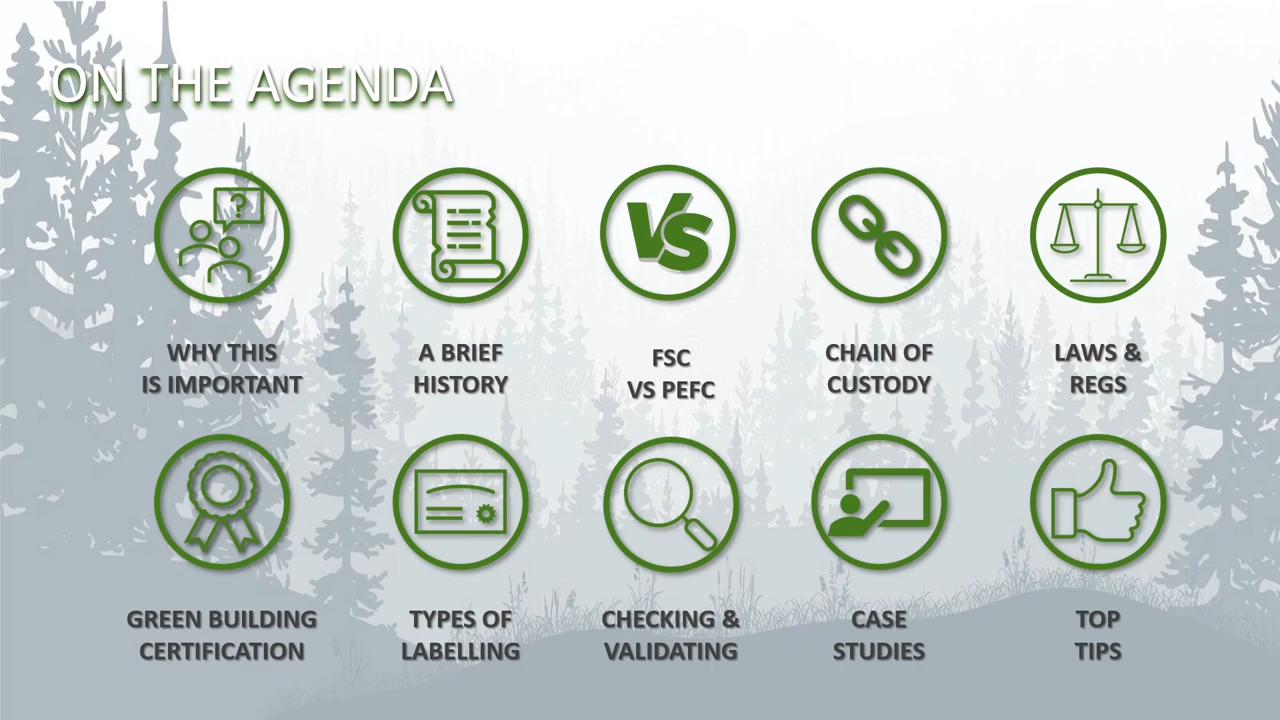 ON THE AGENDA
?
VS
WHY THIS
IS IMPORTANT
A BRIEF
HISTORY
FSC
VS PEFC
CHAIN OF
CUSTODY
LAWS &
REGS
GREEN BUILDING
CERTIFICATION
TYPES OF
LABELLING
CHECKING &
VALIDATING
CASE
STUDIES
TOP
TIPS